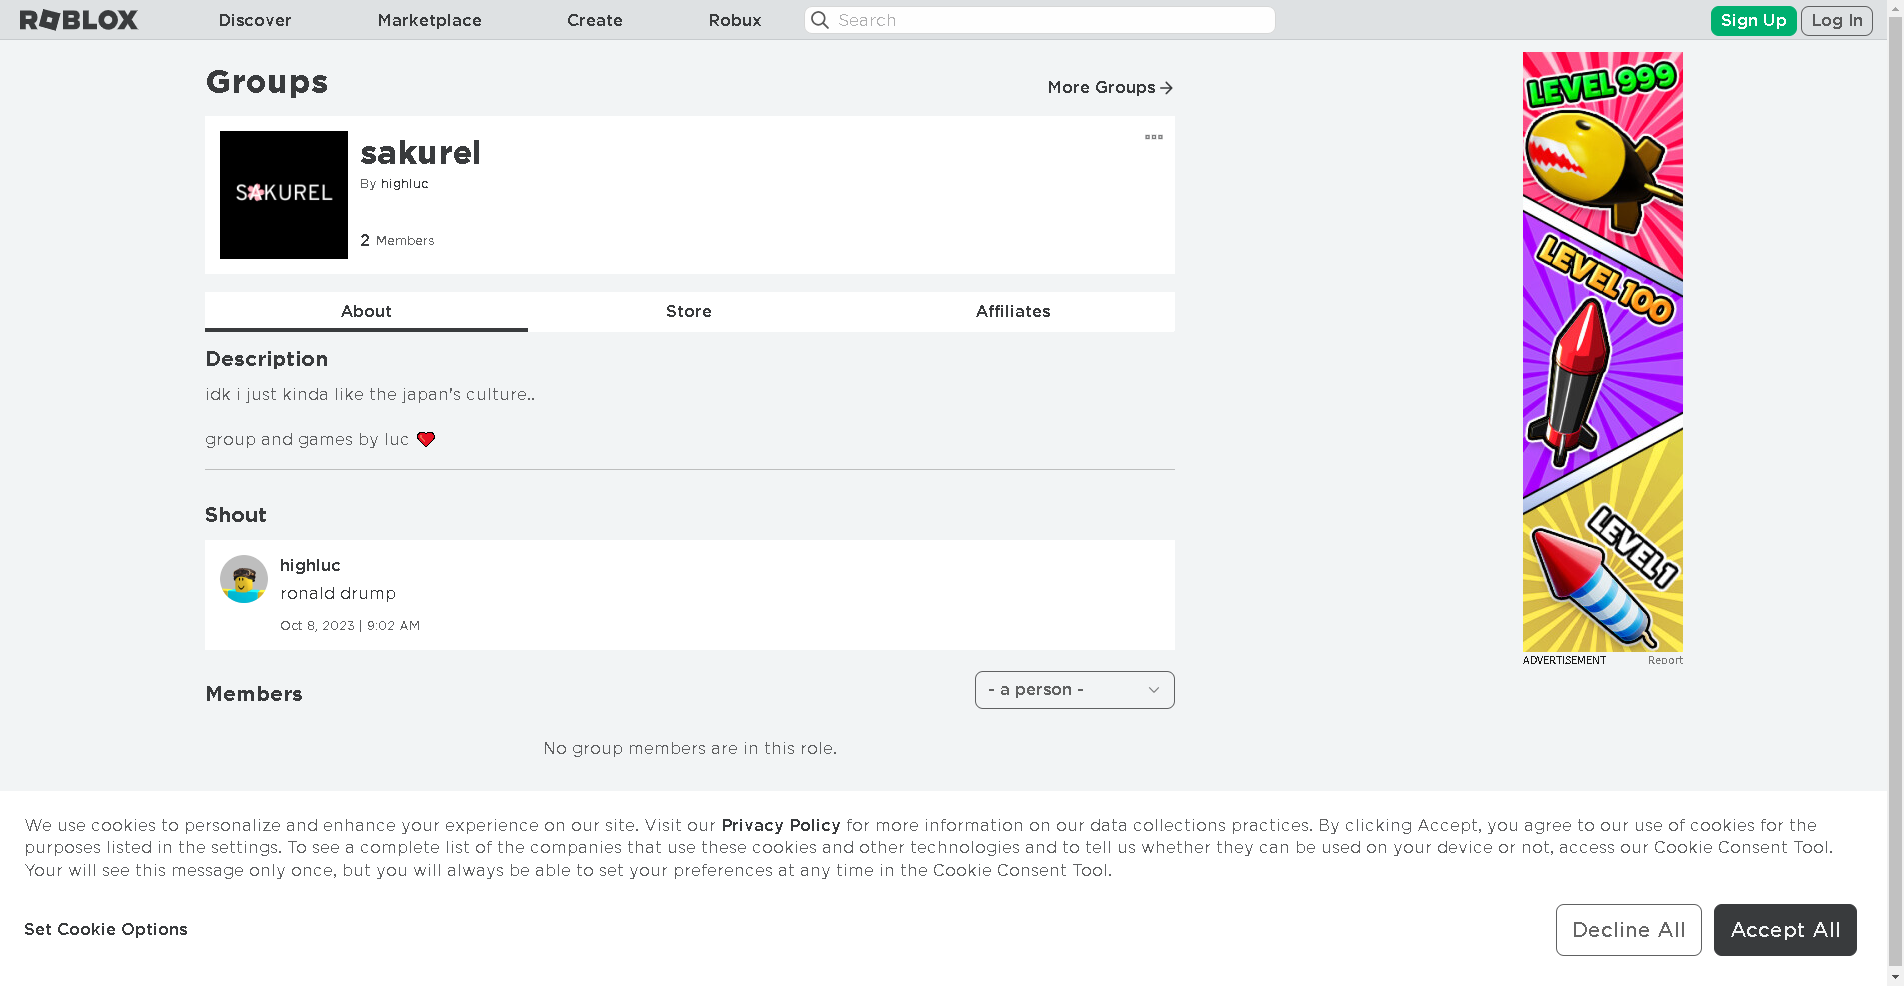 ROBLOX Discover Marketplace Create Robux Search Sign Up Log In
Groups
More Groups
SAKUREL
sakurel
By highluc
2 Members
About Store Affiliates
Description
idk i just kinda like the japan's culture..
group and games by luc
Shout
highluc
ronald drump
Oct 8, 2023 | 9:02 AM
Members
- a person -
No group members are in this role.
LEVEL 999
LEVEL 100
LEVEL 1
ADVERTISEMENT Report
We use cookies to personalize and enhance your experience on our site. Visit our Privacy Policy for more information on our data collections practices. By clicking Accept, you agree to our use of cookies for the
purposes listed in the settings. To see a complete list of the companies that use these cookies and other technologies and to tell us whether they can be used on your device or not, access our Cookie Consent Tool.
Your will see this message only once, but you will always be able to set your preferences at any time in the Cookie Consent Tool.
Set Cookie Options
Decline All
Accept All